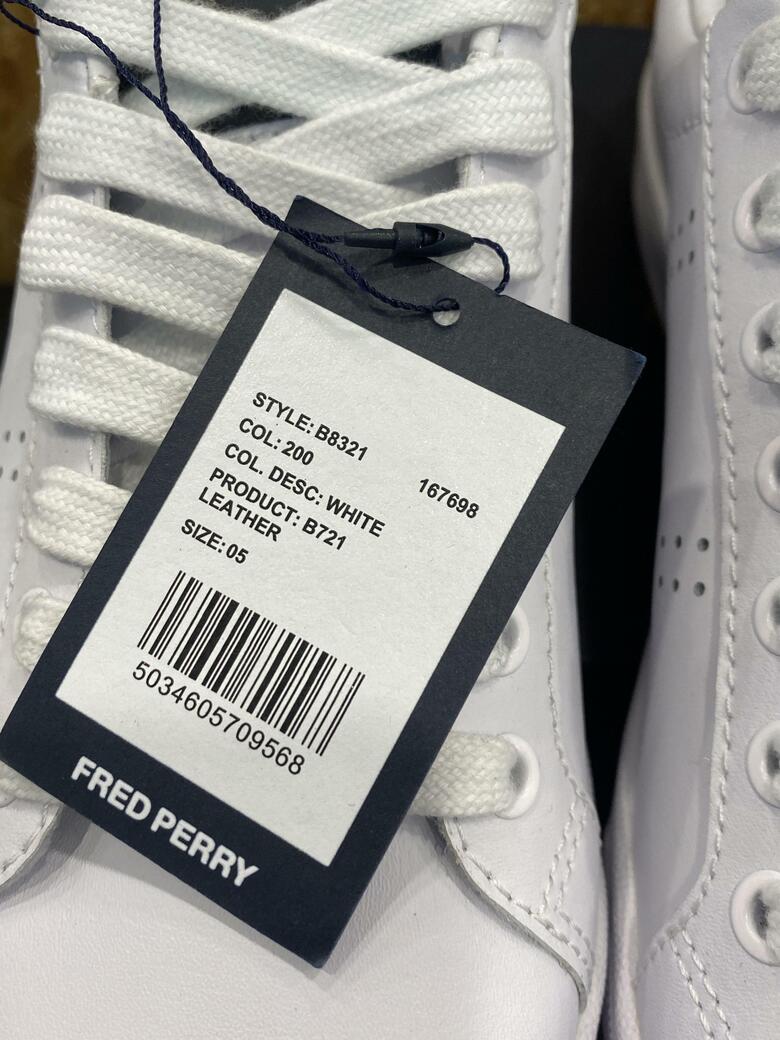 STYLE: B8321
COL: 200
167698
COL. DESC: WHITE
PRODUCT: B721
LEATHER
SIZE: 05
5034605709568
FRED PERRY